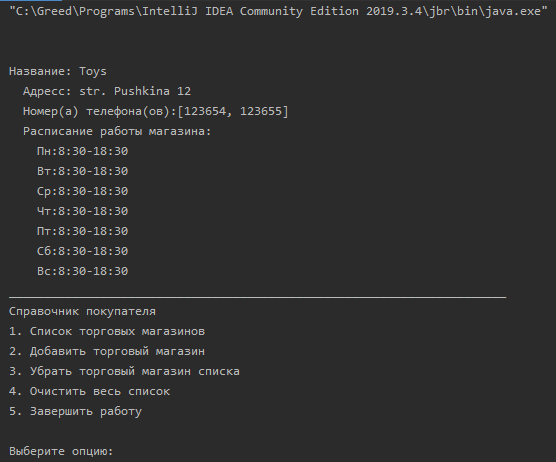 "C:\Greed\Programs\IntelliJ IDEA Community Edition 2019.3.4\jbr\bin\java.exe"
Название: Toys
Адресс: str. Pushkina 12
Номер(а) телефона(ов):[123654, 123655]
Расписание работы магазина:
Пн:8:30-18:30
Вт:8:30-18:30
Ср:8:30-18:30
Чт:8:30-18:30
Пт:8:30-18:30
Сб:8:30-18:30
Вс:8:30-18:30
Справочник покупателя
1. Список торговых магазинов
2. Добавить торговый магазин
3. Убрать торговый магазин списка
4. Очистить весь список
5. Завершить работу
Выберите опцию: